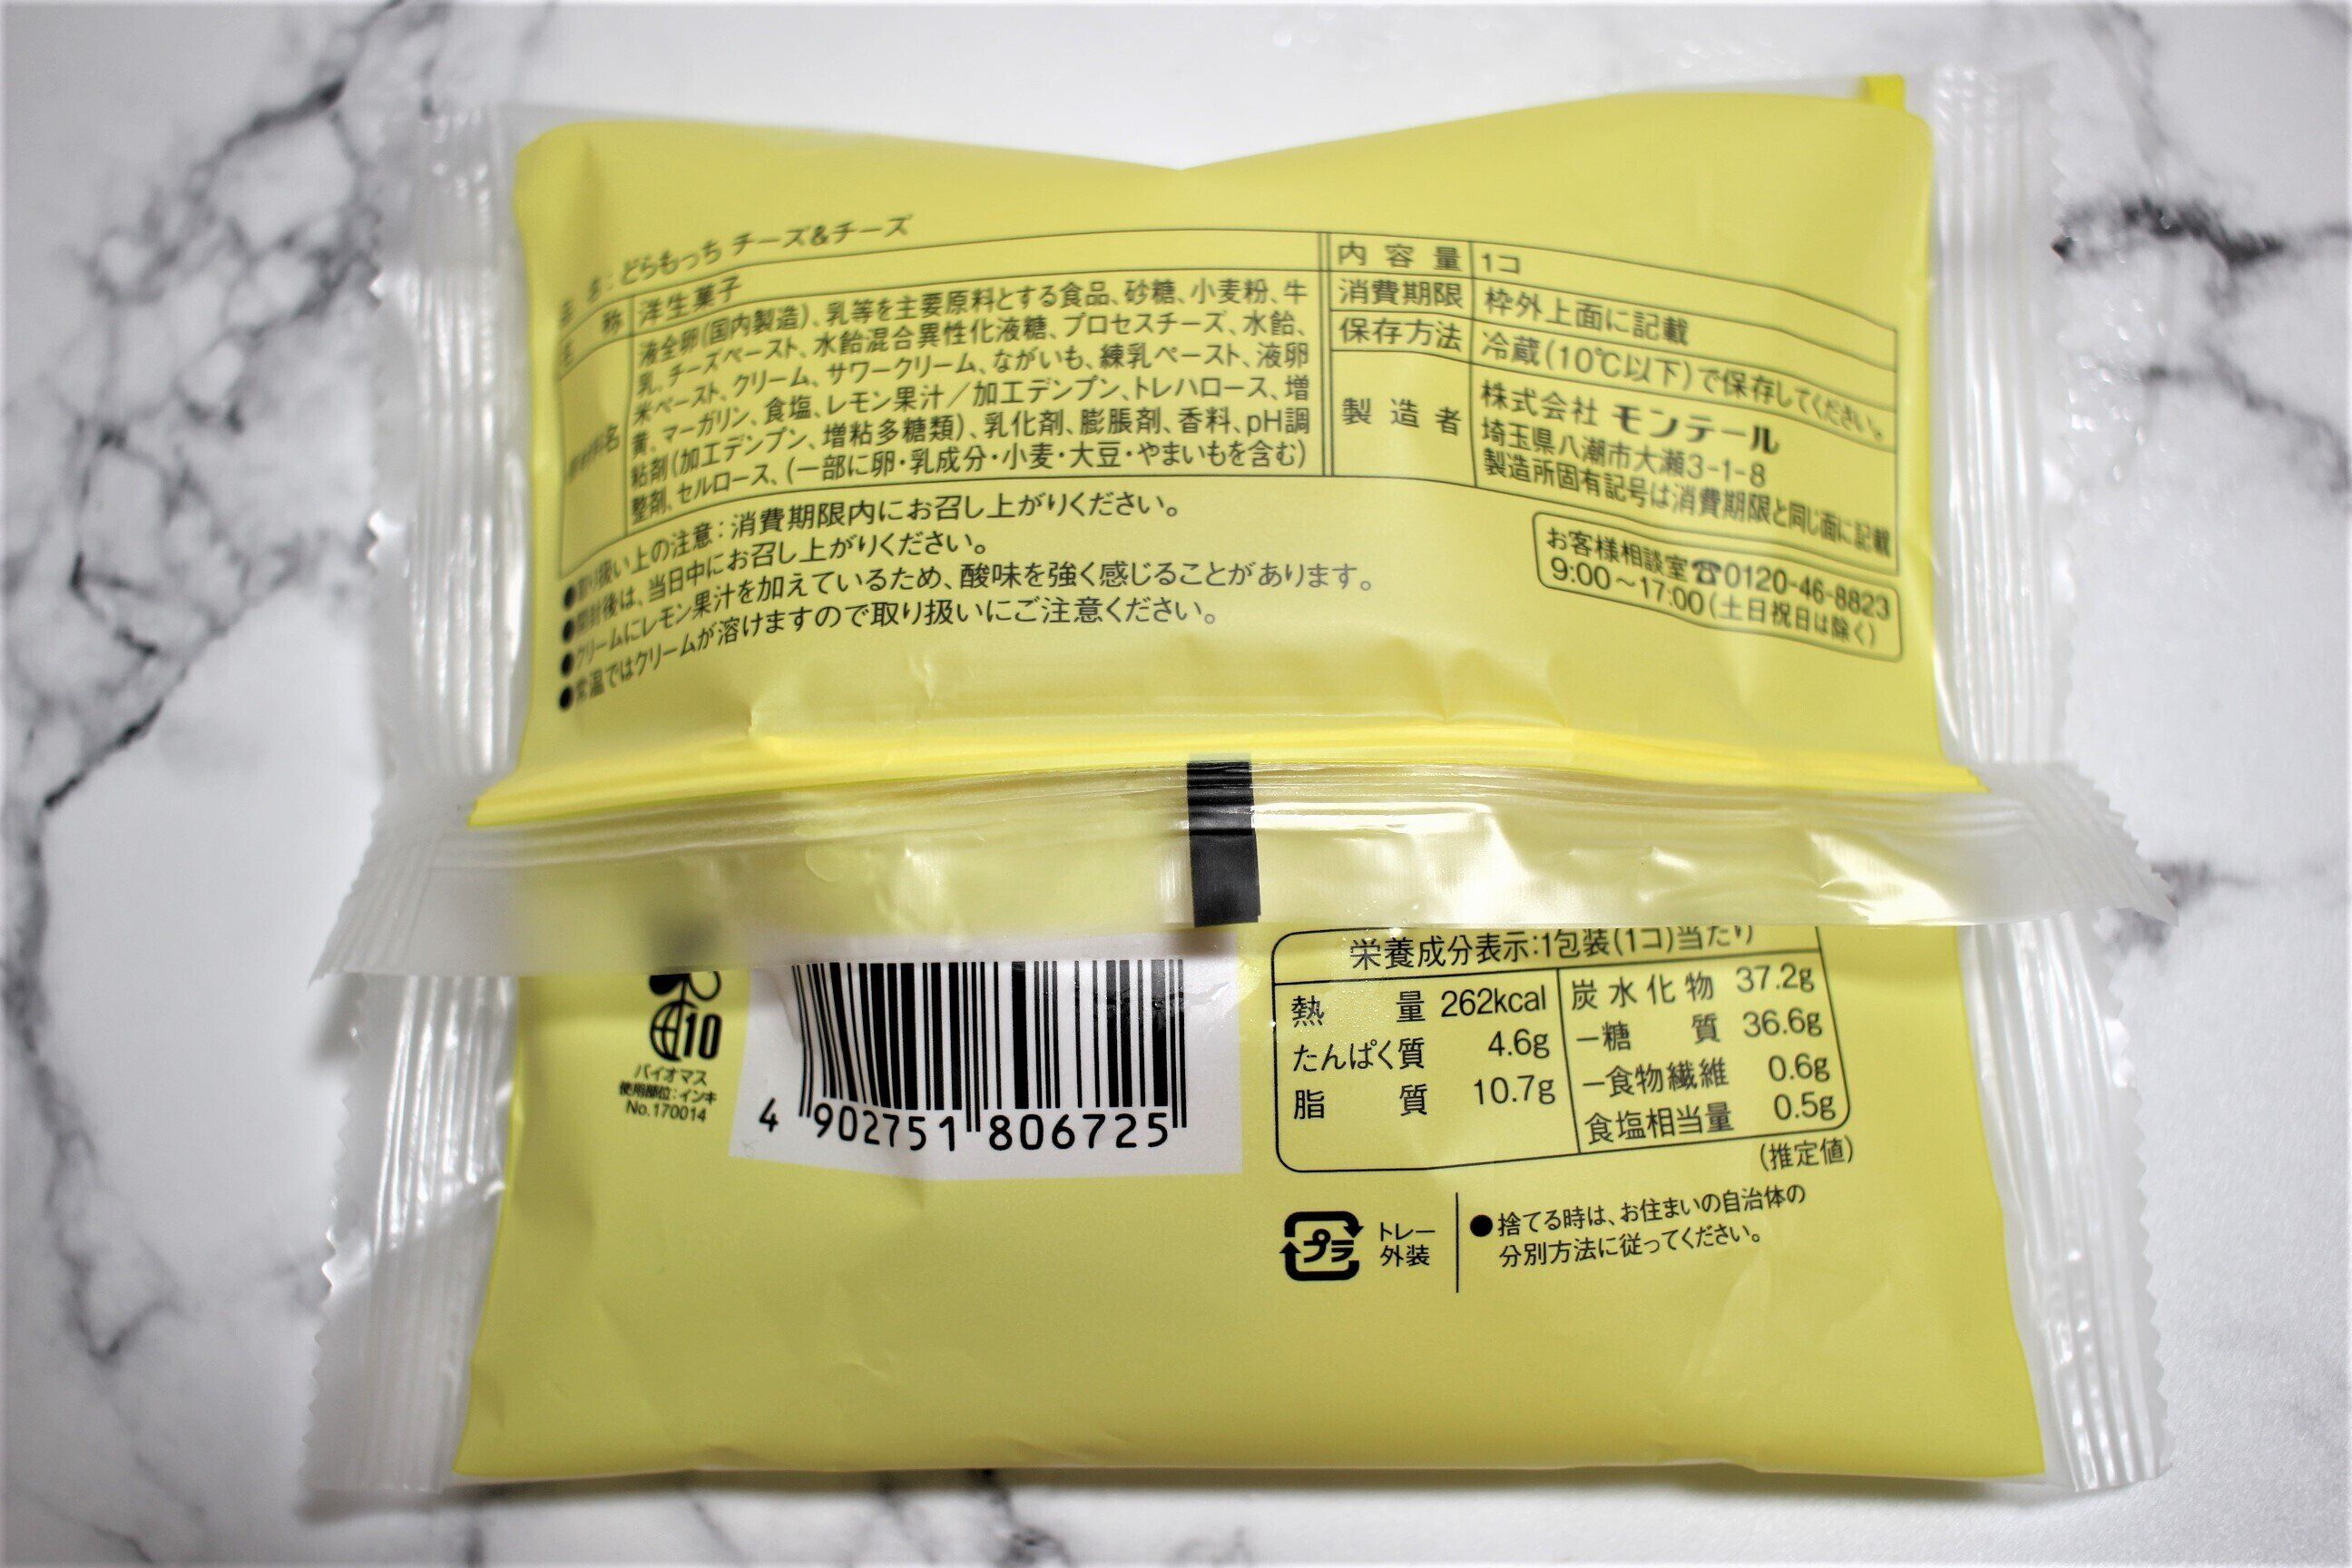 品名:どらもっち チーズ&チーズ
名称 洋生菓子
原材料名 液全卵(国内製造)、乳等を主要原料とする食品、砂糖、小麦粉、牛
乳、チーズペースト、水飴混合異性化液糖、プロセスチーズ、水飴、
米ペースト、クリーム、サワークリーム、ながいも、練乳ペースト、液卵
黄、マーガリン、食塩、レモン果汁/加工デンプン、トレハロース、増
粘剤(加工デンプン、増粘多糖類)、乳化剤、膨脹剤、香料、pH調
整剤、セルロース、(一部に卵・乳成分・小麦・大豆・やまいもを含む)
内容量 1コ
消費期限 枠外上面に記載
保存方法 冷蔵(10℃以下)で保存してください。
製造者 株式会社 モンテール
埼玉県八潮市大瀬3-1-8
製造所固有記号は消費期限と同じ面に記載
●取り扱い上の注意:消費期限内にお召し上がりください。
●開封後は、当日中にお召し上がりください。
●クリームにレモン果汁を加えているため、酸味を強く感じることがあります。
●常温ではクリームが溶けますので取り扱いにご注意ください。
お客様相談室☎0120-46-8823
9:00~17:00(土日祝日は除く)
10
バイオマス
使用部位:インキ
No.170014
4 902751 806725
栄養成分表示:1包装(1コ)当たり
熱量 262kcal
たんぱく質 4.6g
脂質 10.7g
炭水化物 37.2g
-糖質 36.6g
-食物繊維 0.6g
食塩相当量 0.5g
(推定値)
プラ
トレー
外装
●捨てる時は、お住まいの自治体の
分別方法に従ってください。